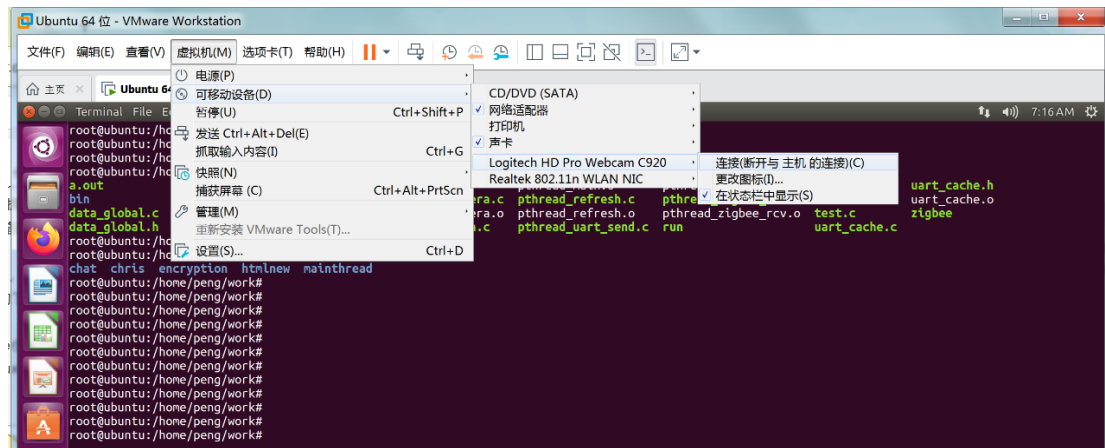 Ubuntu 64 位 - VMware Workstation
文件(F) 编辑(E) 查看(V) 虚拟机(M) 选项卡(T) 帮助(H)
主页 Ubuntu 64
电源(P)
可移动设备(D)
暂停(U) Ctrl+Shift+P
发送 Ctrl+Alt+Del(E)
抓取输入内容(I) Ctrl+G
快照(N)
捕获屏幕 (C) Ctrl+Alt+PrtScn
管理(M)
重新安装 VMware Tools(T)...
设置(S)... Ctrl+D
CD/DVD (SATA)
网络适配器
打印机
声卡
Logitech HD Pro Webcam C920
Realtek 802.11n WLAN NIC
连接(断开与 主机 的连接)(C)
更改图标(I)...
在状态栏中显示(S)
Terminal File E 7:16 AM
root@ubuntu:/ho
root@ubuntu:/ho
root@ubuntu:/ho
root@ubuntu:/ho
a.out uart_cache.h
bin era.c pthread_refresh.c pthre uart_cache.o
data_global.c era.o pthread_refresh.o pthread_zigbee_rcv.o test.c zigbee
data_global.h .c pthread_uart_send.c run uart_cache.c
root@ubuntu:/ho
root@ubuntu:/ho
chat chris encryption htmlnew mainthread
root@ubuntu:/home/peng/work#
root@ubuntu:/home/peng/work#
root@ubuntu:/home/peng/work#
root@ubuntu:/home/peng/work#
root@ubuntu:/home/peng/work#
root@ubuntu:/home/peng/work#
root@ubuntu:/home/peng/work#
root@ubuntu:/home/peng/work#
root@ubuntu:/home/peng/work#
root@ubuntu:/home/peng/work#
root@ubuntu:/home/peng/work#
root@ubuntu:/home/peng/work#